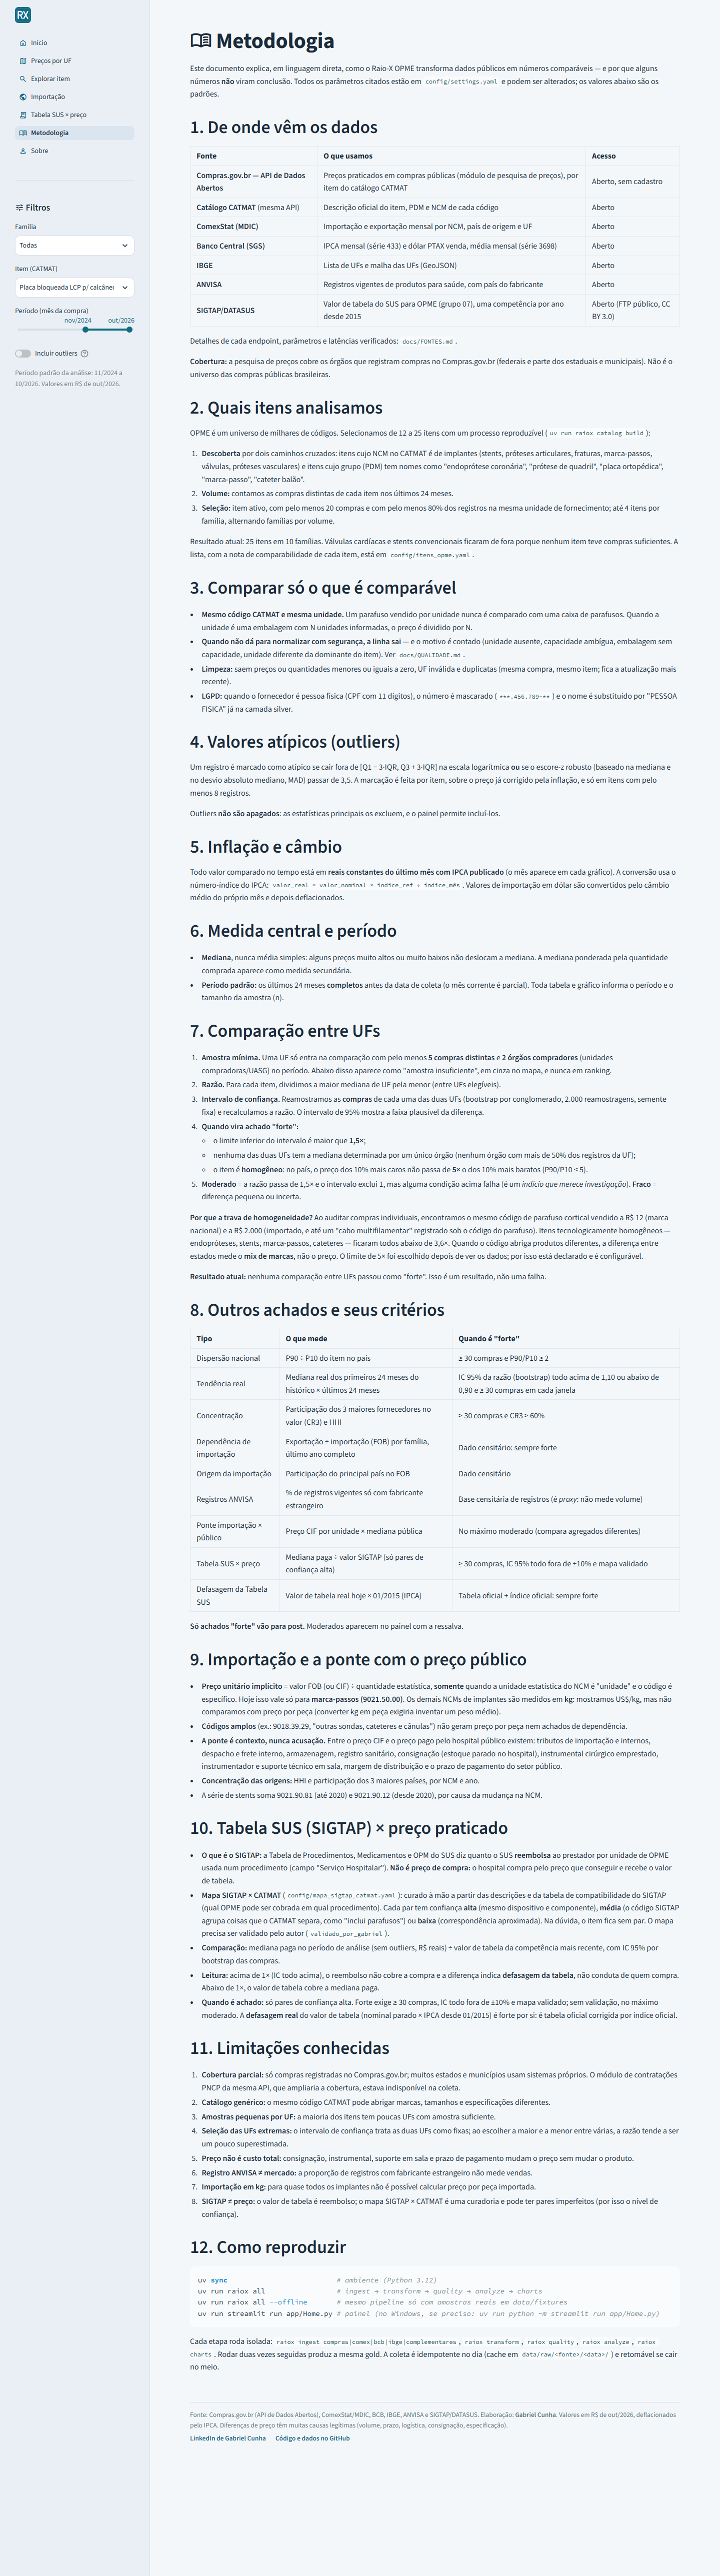 RX
Início
Preços por UF
Explorar item
Importação
Tabela SUS × preço
Metodologia
Sobre
Filtros
Família
Todas
Item (CATMAT)
Placa bloqueada LCP p/ calcâne
Período (mês da compra)
nov/2024 out/2026
Incluir outliers
Período padrão da análise: 11/2024 a
10/2026. Valores em R$ de out/2026.
Metodologia
Este documento explica, em linguagem direta, como o Raio-X OPME transforma dados públicos em números comparáveis — e por que alguns
números não viram conclusão. Todos os parâmetros citados estão em config/settings.yaml e podem ser alterados; os valores abaixo são os
padrões.
1. De onde vêm os dados
Fonte O que usamos Acesso
Compras.gov.br — API de Dados
Abertos
Preços praticados em compras públicas (módulo de pesquisa de preços), por
item do catálogo CATMAT
Aberto, sem cadastro
Catálogo CATMAT (mesma API) Descrição oficial do item, PDM e NCM de cada código Aberto
ComexStat (MDIC) Importação e exportação mensal por NCM, país de origem e UF Aberto
Banco Central (SGS) IPCA mensal (série 433) e dólar PTAX venda, média mensal (série 3698) Aberto
IBGE Lista de UFs e malha das UFs (GeoJSON) Aberto
ANVISA Registros vigentes de produtos para saúde, com país do fabricante Aberto
SIGTAP/DATASUS
Valor de tabela do SUS para OPME (grupo 07), uma competência por ano
desde 2015
Aberto (FTP público, CC
BY 3.0)
Detalhes de cada endpoint, parâmetros e latências verificados: docs/FONTES.md .
Cobertura: a pesquisa de preços cobre os órgãos que registram compras no Compras.gov.br (federais e parte dos estaduais e municipais). Não é o
universo das compras públicas brasileiras.
2. Quais itens analisamos
OPME é um universo de milhares de códigos. Selecionamos de 12 a 25 itens com um processo reproduzível ( uv run raiox catalog build ):
1. Descoberta por dois caminhos cruzados: itens cujo NCM no CATMAT é de implantes (stents, próteses articulares, fraturas, marca-passos,
válvulas, próteses vasculares) e itens cujo grupo (PDM) tem nomes como "endoprótese coronária", "prótese de quadril", "placa ortopédica",
"marca-passo", "cateter balão".
2. Volume: contamos as compras distintas de cada item nos últimos 24 meses.
3. Seleção: item ativo, com pelo menos 20 compras e com pelo menos 80% dos registros na mesma unidade de fornecimento; até 4 itens por
família, alternando famílias por volume.
Resultado atual: 25 itens em 10 famílias. Válvulas cardíacas e stents convencionais ficaram de fora porque nenhum item teve compras suficientes. A
lista, com a nota de comparabilidade de cada item, está em config/itens_opme.yaml .
3. Comparar só o que é comparável
• Mesmo código CATMAT e mesma unidade. Um parafuso vendido por unidade nunca é comparado com uma caixa de parafusos. Quando a
unidade é uma embalagem com N unidades informadas, o preço é dividido por N.
• Quando não dá para normalizar com segurança, a linha sai — e o motivo é contado (unidade ausente, capacidade ambígua, embalagem sem
capacidade, unidade diferente da dominante do item). Ver docs/QUALIDADE.md .
• Limpeza: saem preços ou quantidades menores ou iguais a zero, UF inválida e duplicatas (mesma compra, mesmo item; fica a atualização mais
recente).
• LGPD: quando o fornecedor é pessoa física (CPF com 11 dígitos), o número é mascarado ( ***.456.789-** ) e o nome é substituído por "PESSOA
FISICA" já na camada silver.
4. Valores atípicos (outliers)
Um registro é marcado como atípico se cair fora de [Q1 − 3·IQR, Q3 + 3·IQR] na escala logarítmica ou se o escore-z robusto (baseado na mediana e
no desvio absoluto mediano, MAD) passar de 3,5. A marcação é feita por item, sobre o preço já corrigido pela inflação, e só em itens com pelo
menos 8 registros.
Outliers não são apagados: as estatísticas principais os excluem, e o painel permite incluí-los.
5. Inflação e câmbio
Todo valor comparado no tempo está em reais constantes do último mês com IPCA publicado (o mês aparece em cada gráfico). A conversão usa o
número-índice do IPCA: valor_real = valor_nominal × indice_ref ÷ indice_mês . Valores de importação em dólar são convertidos pelo câmbio
médio do próprio mês e depois deflacionados.
6. Medida central e período
• Mediana, nunca média simples: alguns preços muito altos ou muito baixos não deslocam a mediana. A mediana ponderada pela quantidade
comprada aparece como medida secundária.
• Período padrão: os últimos 24 meses completos antes da data de coleta (o mês corrente é parcial). Toda tabela e gráfico informa o período e o
tamanho da amostra (n).
7. Comparação entre UFs
1. Amostra mínima. Uma UF só entra na comparação com pelo menos 5 compras distintas e 2 órgãos compradores (unidades
compradoras/UASG) no período. Abaixo disso aparece como "amostra insuficiente", em cinza no mapa, e nunca em ranking.
2. Razão. Para cada item, dividimos a maior mediana de UF pela menor (entre UFs elegíveis).
3. Intervalo de confiança. Reamostramos as compras de cada uma das duas UFs (bootstrap por conglomerado, 2.000 reamostragens, semente
fixa) e recalculamos a razão. O intervalo de 95% mostra a faixa plausível da diferença.
4. Quando vira achado "forte":
◦ o limite inferior do intervalo é maior que 1,5×;
◦ nenhuma das duas UFs tem a mediana determinada por um único órgão (nenhum órgão com mais de 50% dos registros da UF);
◦ o item é homogêneo: no país, o preço dos 10% mais caros não passa de 5× o dos 10% mais baratos (P90/P10 ≤ 5).
5. Moderado = a razão passa de 1,5× e o intervalo exclui 1, mas alguma condição acima falha (é um indício que merece investigação). Fraco =
diferença pequena ou incerta.
Por que a trava de homogeneidade? Ao auditar compras individuais, encontramos o mesmo código de parafuso cortical vendido a R$ 12 (marca
nacional) e a R$ 2.000 (importado, e até um "cabo multifilamentar" registrado sob o código do parafuso). Itens tecnologicamente homogêneos —
endopróteses, stents, marca-passos, cateteres — ficaram todos abaixo de 3,6×. Quando o código abriga produtos diferentes, a diferença entre
estados mede o mix de marcas, não o preço. O limite de 5× foi escolhido depois de ver os dados; por isso está declarado e é configurável.
Resultado atual: nenhuma comparação entre UFs passou como "forte". Isso é um resultado, não uma falha.
8. Outros achados e seus critérios
Tipo O que mede Quando é "forte"
Dispersão nacional P90 ÷ P10 do item no país ≥ 30 compras e P90/P10 ≥ 2
Tendência real
Mediana real dos primeiros 24 meses do
histórico × últimos 24 meses
IC 95% da razão (bootstrap) todo acima de 1,10 ou abaixo de
0,90 e ≥ 30 compras em cada janela
Concentração
Participação dos 3 maiores fornecedores no
valor (CR3) e HHI
≥ 30 compras e CR3 ≥ 60%
Dependência de
importação
Exportação ÷ importação (FOB) por família,
último ano completo
Dado censitário: sempre forte
Origem da importação Participação do principal país no FOB Dado censitário
Registros ANVISA
% de registros vigentes só com fabricante
estrangeiro
Base censitária de registros (é proxy: não mede volume)
Ponte importação ×
público
Preço CIF por unidade × mediana pública No máximo moderado (compara agregados diferentes)
Tabela SUS × preço
Mediana paga ÷ valor SIGTAP (só pares de
confiança alta)
≥ 30 compras, IC 95% todo fora de ±10% e mapa validado
Defasagem da Tabela
SUS
Valor de tabela real hoje × 01/2015 (IPCA) Tabela oficial + índice oficial: sempre forte
Só achados "forte" vão para post. Moderados aparecem no painel com a ressalva.
9. Importação e a ponte com o preço público
• Preço unitário implícito = valor FOB (ou CIF) ÷ quantidade estatística, somente quando a unidade estatística do NCM é "unidade" e o código é
específico. Hoje isso vale só para marca-passos (9021.50.00). Os demais NCMs de implantes são medidos em kg: mostramos US$/kg, mas não
comparamos com preço por peça (converter kg em peça exigiria inventar um peso médio).
• Códigos amplos (ex.: 9018.39.29, "outras sondas, cateteres e cânulas") não geram preço por peça nem achados de dependência.
• A ponte é contexto, nunca acusação. Entre o preço CIF e o preço pago pelo hospital público existem: tributos de importação e internos,
despacho e frete interno, armazenagem, registro sanitário, consignação (estoque parado no hospital), instrumental cirúrgico emprestado,
instrumentador e suporte técnico em sala, margem de distribuição e o prazo de pagamento do setor público.
• Concentração das origens: HHI e participação dos 3 maiores países, por NCM e ano.
• A série de stents soma 9021.90.81 (até 2020) e 9021.90.12 (desde 2020), por causa da mudança na NCM.
10. Tabela SUS (SIGTAP) × preço praticado
• O que é o SIGTAP: a Tabela de Procedimentos, Medicamentos e OPM do SUS diz quanto o SUS reembolsa ao prestador por unidade de OPME
usada num procedimento (campo "Serviço Hospitalar"). Não é preço de compra: o hospital compra pelo preço que conseguir e recebe o valor
de tabela.
• Mapa SIGTAP × CATMAT ( config/mapa_sigtap_catmat.yaml ): curado à mão a partir das descrições e da tabela de compatibilidade do SIGTAP
(qual OPME pode ser cobrada em qual procedimento). Cada par tem confiança alta (mesmo dispositivo e componente), média (o código SIGTAP
agrupa coisas que o CATMAT separa, como "inclui parafusos") ou baixa (correspondência aproximada). Na dúvida, o item fica sem par. O mapa
precisa ser validado pelo autor ( validado_por_gabriel ).
• Comparação: mediana paga no período de análise (sem outliers, R$ reais) ÷ valor de tabela da competência mais recente, com IC 95% por
bootstrap das compras.
• Leitura: acima de 1× (IC todo acima), o reembolso não cobre a compra e a diferença indica defasagem da tabela, não conduta de quem compra.
Abaixo de 1×, o valor de tabela cobre a mediana paga.
• Quando é achado: só pares de confiança alta. Forte exige ≥ 30 compras, IC todo fora de ±10% e mapa validado; sem validação, no máximo
moderado. A defasagem real do valor de tabela (nominal parado × IPCA desde 01/2015) é forte por si: é tabela oficial corrigida por índice oficial.
11. Limitações conhecidas
1. Cobertura parcial: só compras registradas no Compras.gov.br; muitos estados e municípios usam sistemas próprios. O módulo de contratações
PNCP da mesma API, que ampliaria a cobertura, estava indisponível na coleta.
2. Catálogo genérico: o mesmo código CATMAT pode abrigar marcas, tamanhos e especificações diferentes.
3. Amostras pequenas por UF: a maioria dos itens tem poucas UFs com amostra suficiente.
4. Seleção das UFs extremas: o intervalo de confiança trata as duas UFs como fixas; ao escolher a maior e a menor entre várias, a razão tende a ser
um pouco superestimada.
5. Preço não é custo total: consignação, instrumental, suporte em sala e prazo de pagamento mudam o preço sem mudar o produto.
6. Registro ANVISA ≠ mercado: a proporção de registros com fabricante estrangeiro não mede vendas.
7. Importação em kg: para quase todos os implantes não é possível calcular preço por peça importada.
8. SIGTAP ≠ preço: o valor de tabela é reembolso; o mapa SIGTAP × CATMAT é uma curadoria e pode ter pares imperfeitos (por isso o nível de
confiança).
12. Como reproduzir
uv sync # ambiente (Python 3.12)
uv run raiox all # ingest → transform → quality → analyze → charts
uv run raiox all --offline # mesmo pipeline só com amostras reais em data/fixtures
uv run streamlit run app/Home.py # painel (no Windows, se preciso: uv run python -m streamlit run app/Home.py)
Cada etapa roda isolada: raiox ingest compras|comex|bcb|ibge|complementares , raiox transform , raiox quality , raiox analyze , raiox
charts . Rodar duas vezes seguidas produz a mesma gold. A coleta é idempotente no dia (cache em data/raw/<fonte>/<data>/ ) e retomável se cair
no meio.
Fonte: Compras.gov.br (API de Dados Abertos), ComexStat/MDIC, BCB, IBGE, ANVISA e SIGTAP/DATASUS. Elaboração: Gabriel Cunha. Valores em R$ de out/2026, deflacionados
pelo IPCA. Diferenças de preço têm muitas causas legítimas (volume, prazo, logística, consignação, especificação).
LinkedIn de Gabriel Cunha Código e dados no GitHub